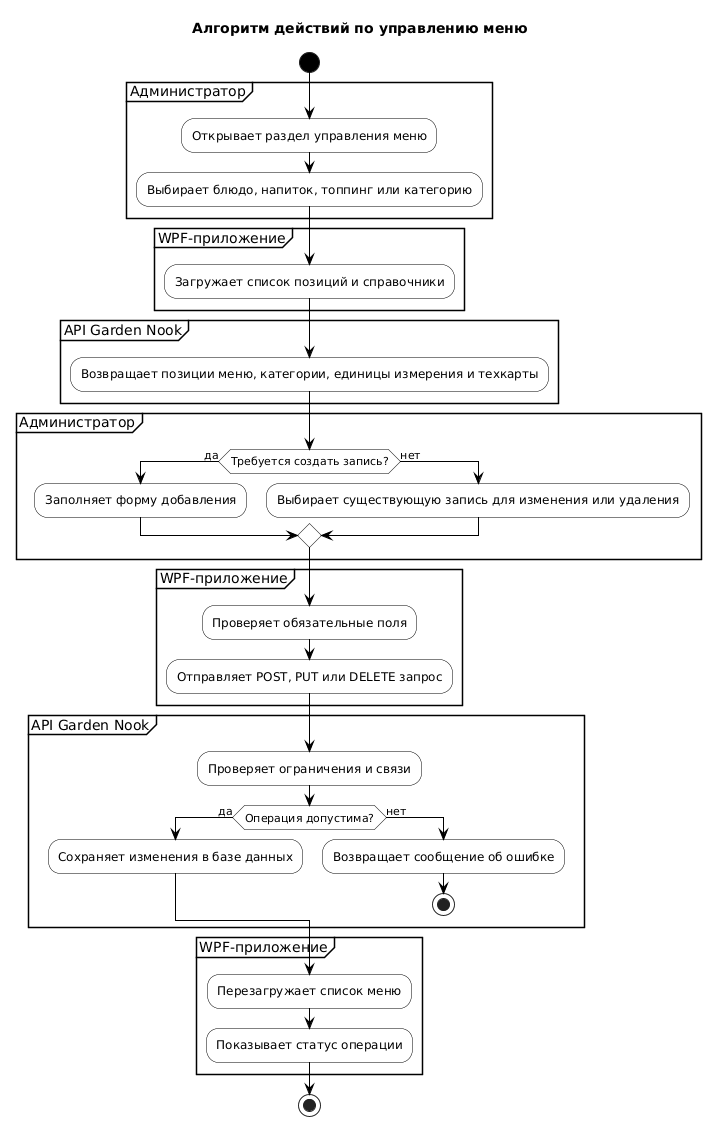 Алгоритм действий по управлению меню
Администратор
Открывает раздел управления меню
Выбирает блюдо, напиток, топпинг или категорию
WPF-приложение
Загружает список позиций и справочники
API Garden Nook
Возвращает позиции меню, категории, единицы измерения и техкарты
Администратор
да
Требуется создать запись?
нет
Заполняет форму добавления
Выбирает существующую запись для изменения или удаления
WPF-приложение
Проверяет обязательные поля
Отправляет POST, PUT или DELETE запрос
API Garden Nook
Проверяет ограничения и связи
да
Операция допустима?
нет
Сохраняет изменения в базе данных
Возвращает сообщение об ошибке
WPF-приложение
Перезагружает список меню
Показывает статус операции